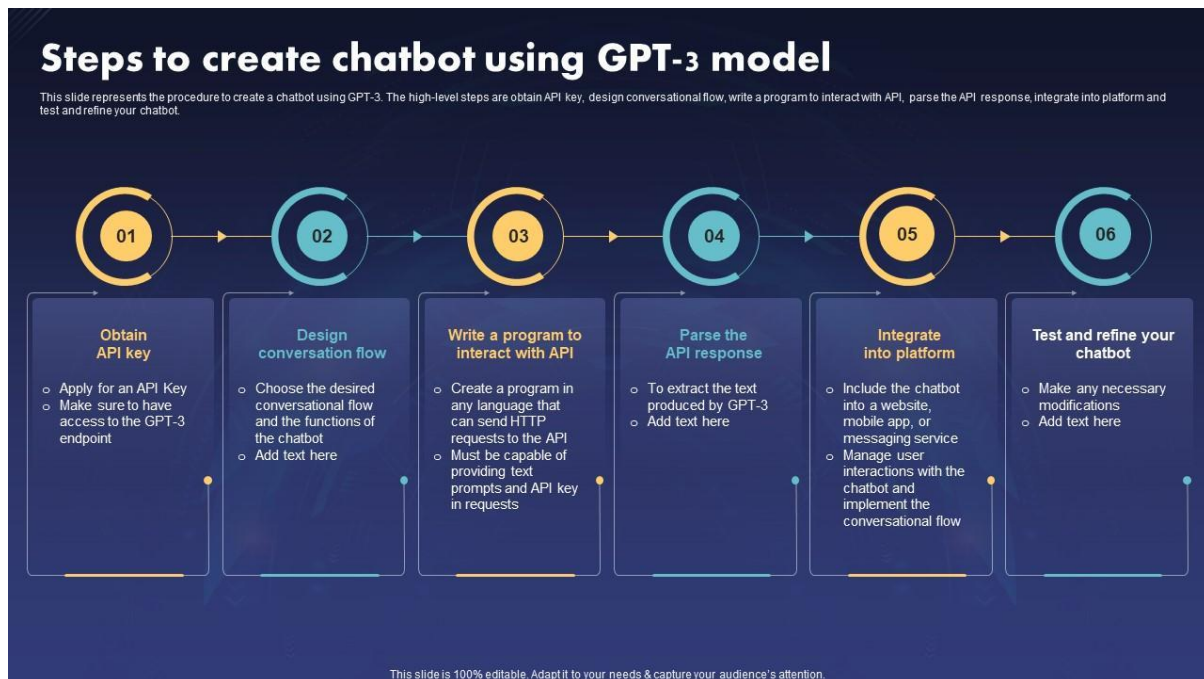 Steps to create chatbot using GPT-3 model
This slide represents the procedure to create a chatbot using GPT-3. The high-level steps are obtain API key, design conversational flow, write a program to interact with API, parse the API response, integrate into platform and
test and refine your chatbot.
01
02
03
04
05
06
Obtain
API key
o Apply for an API Key
o Make sure to have
access to the GPT-3
endpoint
Design
conversation flow
o Choose the desired
conversational flow
and the functions of
the chatbot
o Add text here
Write a program to
interact with API
o Create a program in
any language that
can send HTTP
requests to the API
o Must be capable of
providing text
prompts and API key
in requests
Parse the
API response
o To extract the text
produced by GPT-3
o Add text here
Integrate
into platform
o Include the chatbot
into a website,
mobile app, or
messaging service
o Manage user
interactions with the
chatbot and
implement the
conversational flow
Test and refine your
chatbot
o Make any necessary
modifications
o Add text here
This slide is 100% editable. Adapt it to your needs & capture your audience's attention.